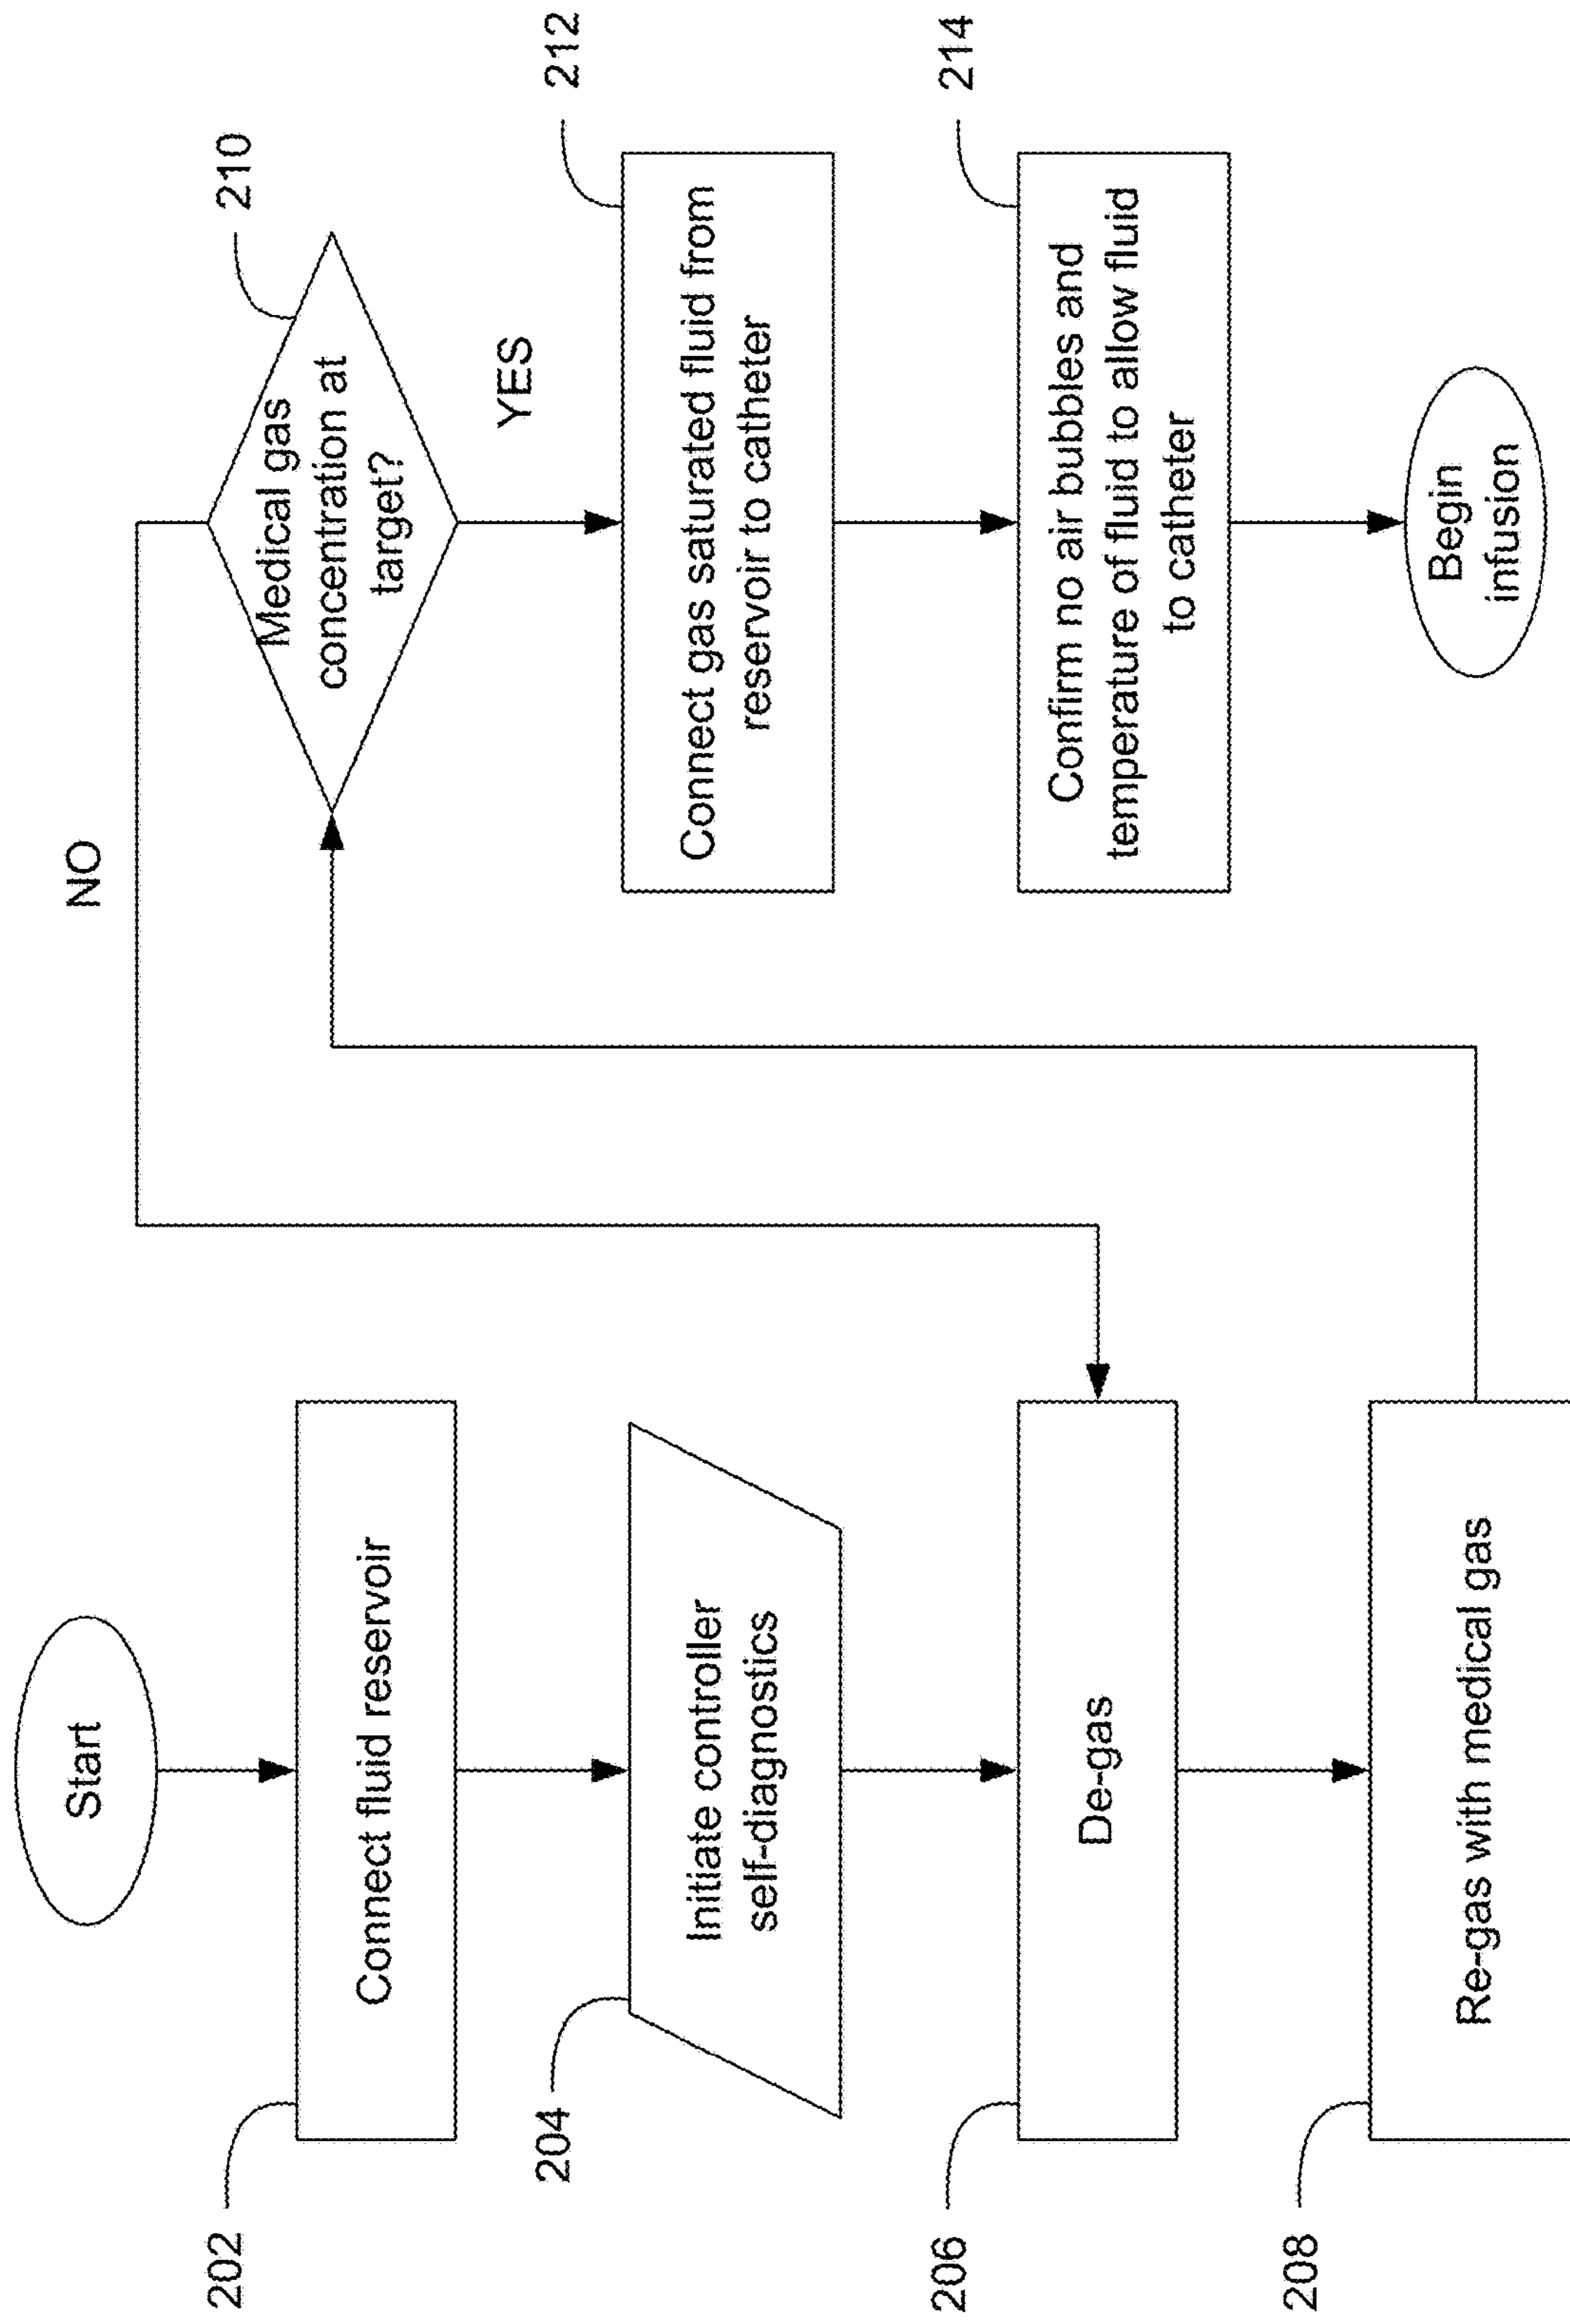 Start
202
Connect fluid reservoir
204
Initiate controller
self-diagnostics
206
De-gas
208
Re-gas with medical gas
NO
210
Medical gas
concentration at
target?
YES
212
Connect gas saturated fluid from
reservoir to catheter
214
Confirm no air bubbles and
temperature of fluid to allow fluid
to catheter
Begin
infusion